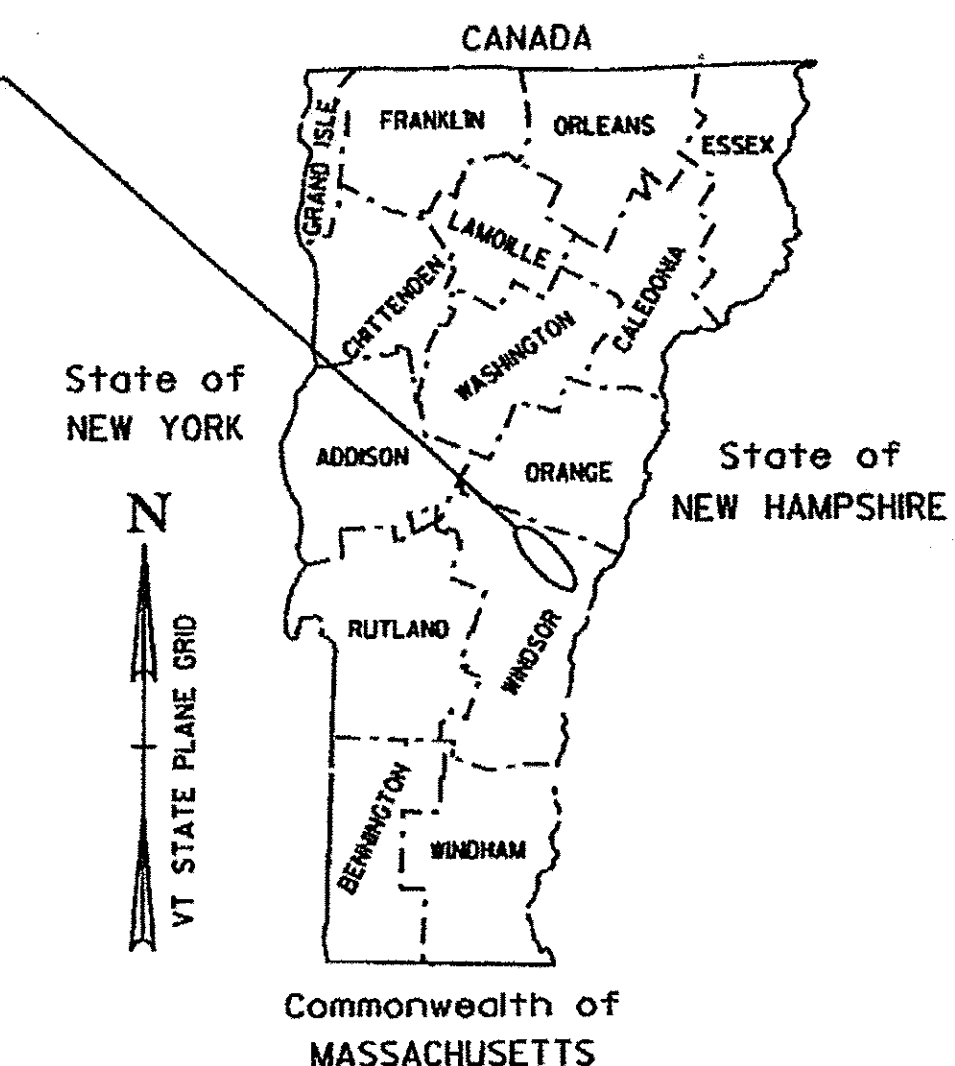 CANADA
GRAND ISLE
FRANKLIN
ORLEANS
ESSEX
LAMOILLE
CHITTENDEN
CALEDONIA
WASHINGTON
State of
NEW YORK
ADDISON
ORANGE
State of
NEW HAMPSHIRE
N
VT STATE PLANE GRID
RUTLAND
WINDSOR
BENNINGTON
WINDHAM
Commonwealth of
MASSACHUSETTS